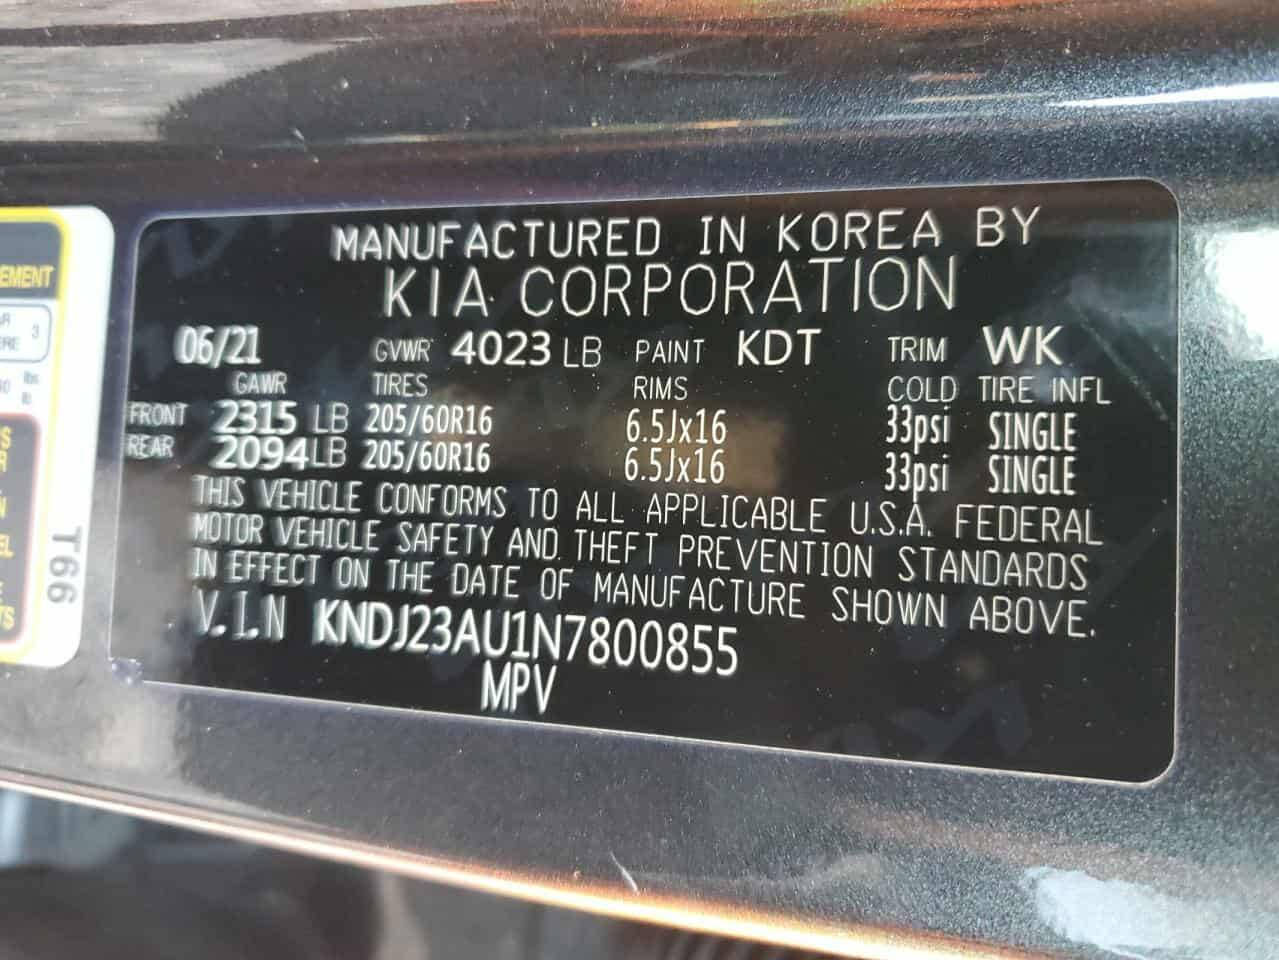 MANUFACTURED IN KOREA BY
KIA CORPORATION
06/21 GVWR 4023 LB PAINT KDT TRIM WK
GAWR TIRES RIMS COLD TIRE INFL
FRONT 2315 LB 205/60R16 6.5Jx16 33psi SINGLE
REAR 2094LB 205/60R16 6.5Jx16 33psi SINGLE
THIS VEHICLE CONFORMS TO ALL APPLICABLE U.S.A. FEDERAL
MOTOR VEHICLE SAFETY AND THEFT PREVENTION STANDARDS
IN EFFECT ON THE DATE OF MANUFACTURE SHOWN ABOVE.
V.I.N KNDJ23AU1N7800855
MPV
T66